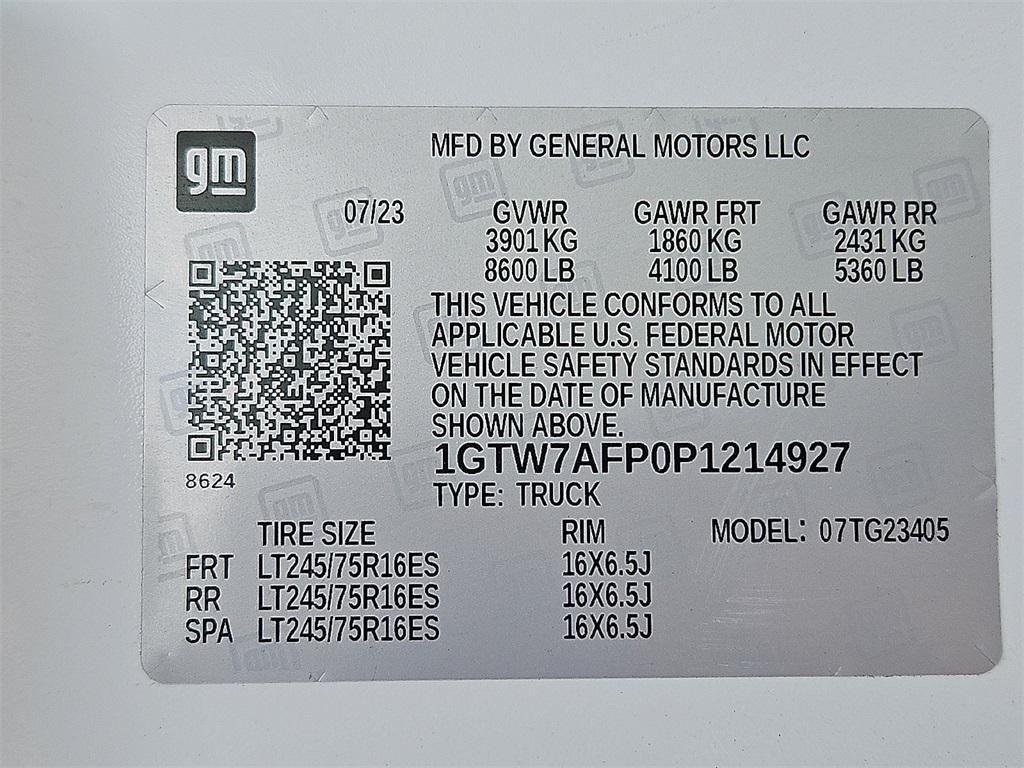 gm
MFD BY GENERAL MOTORS LLC
07/23 GVWR GAWR FRT GAWR RR
3901 KG 1860 KG 2431 KG
8600 LB 4100 LB 5360 LB
THIS VEHICLE CONFORMS TO ALL
APPLICABLE U.S. FEDERAL MOTOR
VEHICLE SAFETY STANDARDS IN EFFECT
ON THE DATE OF MANUFACTURE
SHOWN ABOVE.
1GTW7AFP0P1214927
8624
TYPE: TRUCK
TIRE SIZE RIM MODEL: 07TG23405
FRT LT245/75R16ES 16X6.5J
RR LT245/75R16ES 16X6.5J
SPA LT245/75R16ES 16X6.5J